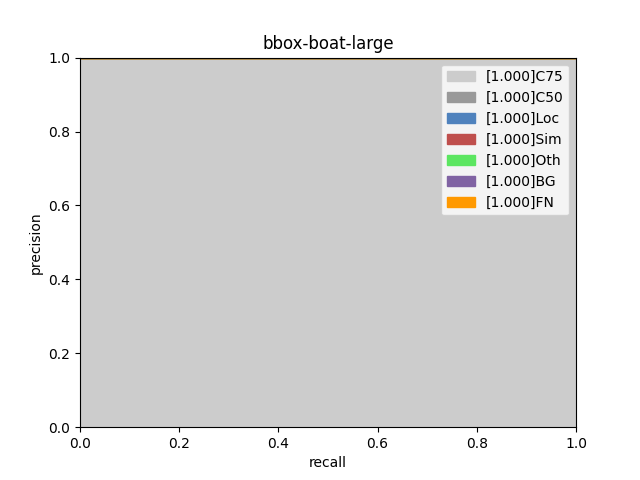 bbox-boat-large
1.0
0.8
0.6
0.4
0.2
0.0
precision
[1.000]C75
[1.000]C50
[1.000]Loc
[1.000]Sim
[1.000]Oth
[1.000]BG
[1.000]FN
0.0 0.2 0.4 0.6 0.8 1.0
recall